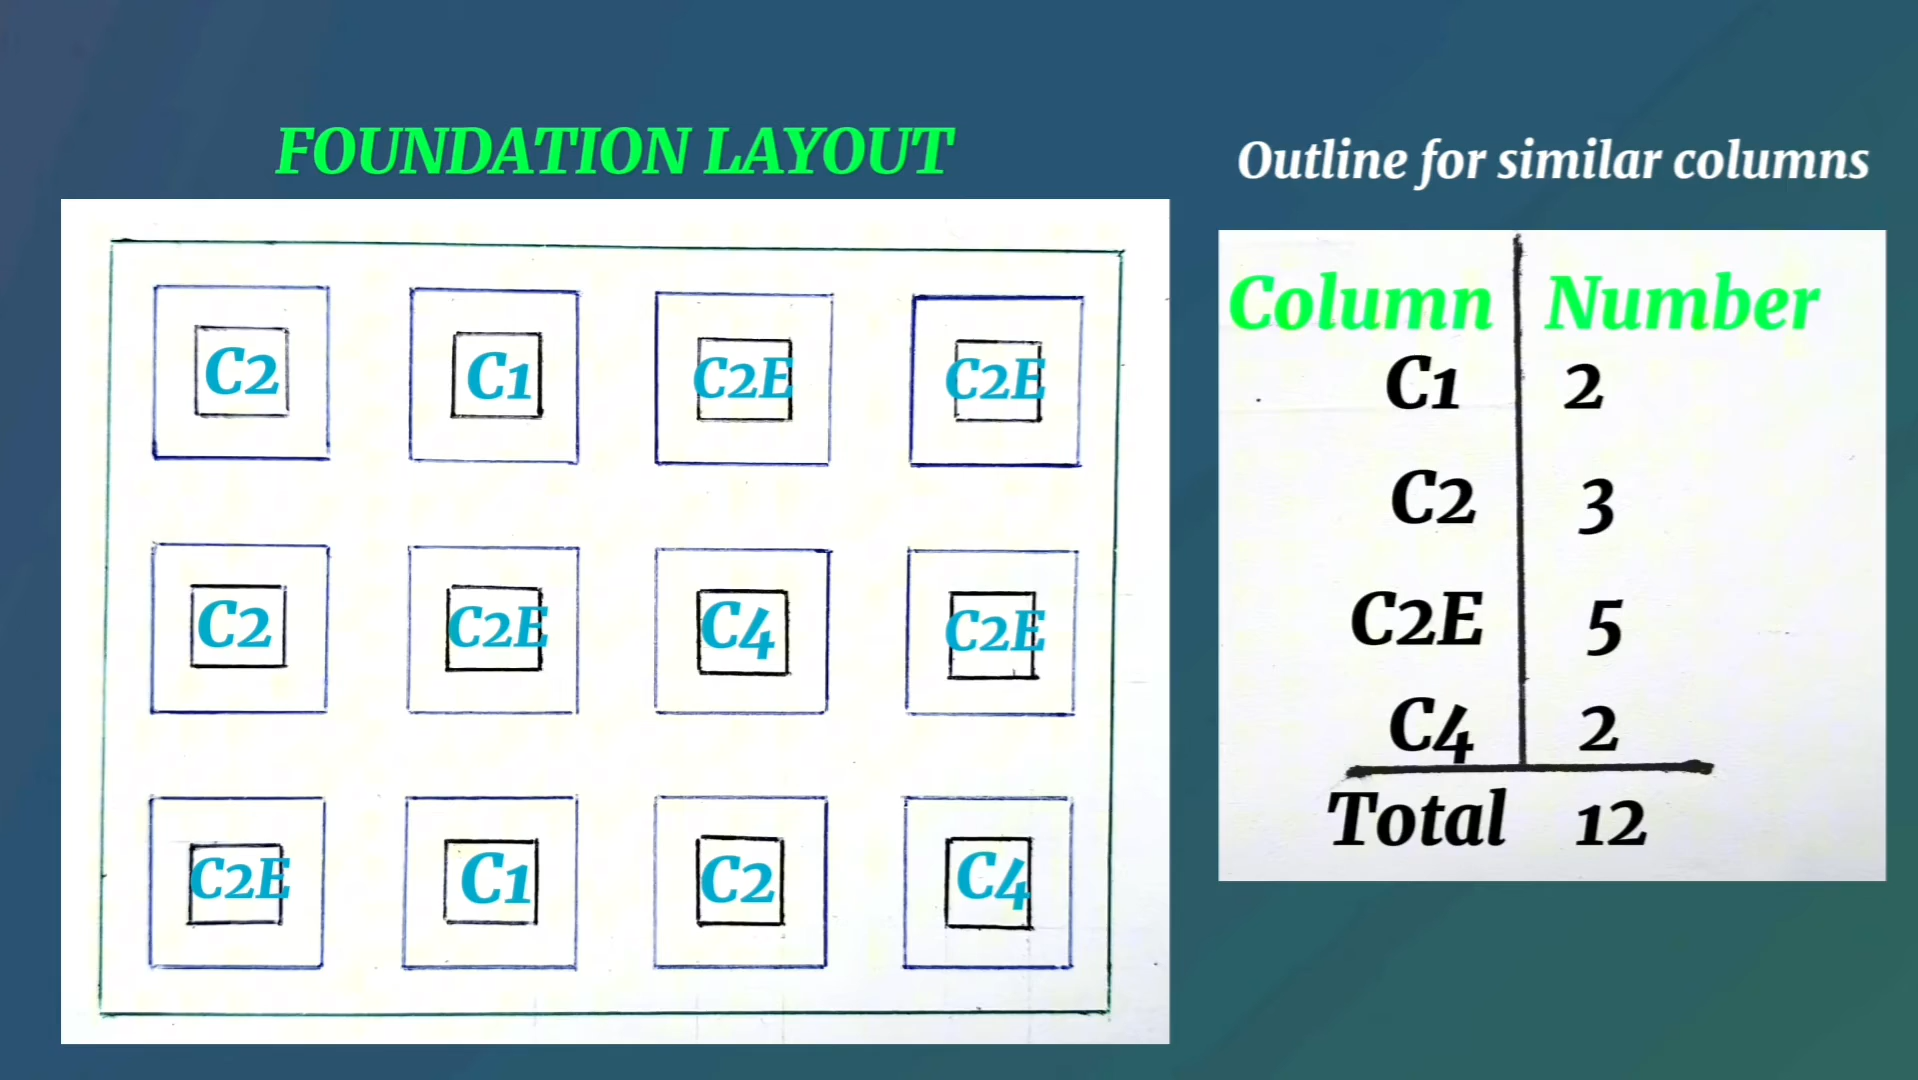 FOUNDATION LAYOUT
C2 C1 C2E C2E
C2 C2E C4 C2E
C2E C1 C2 C4
Outline for similar columns
Column Number
C1 2
C2 3
C2E 5
C4 2
Total 12